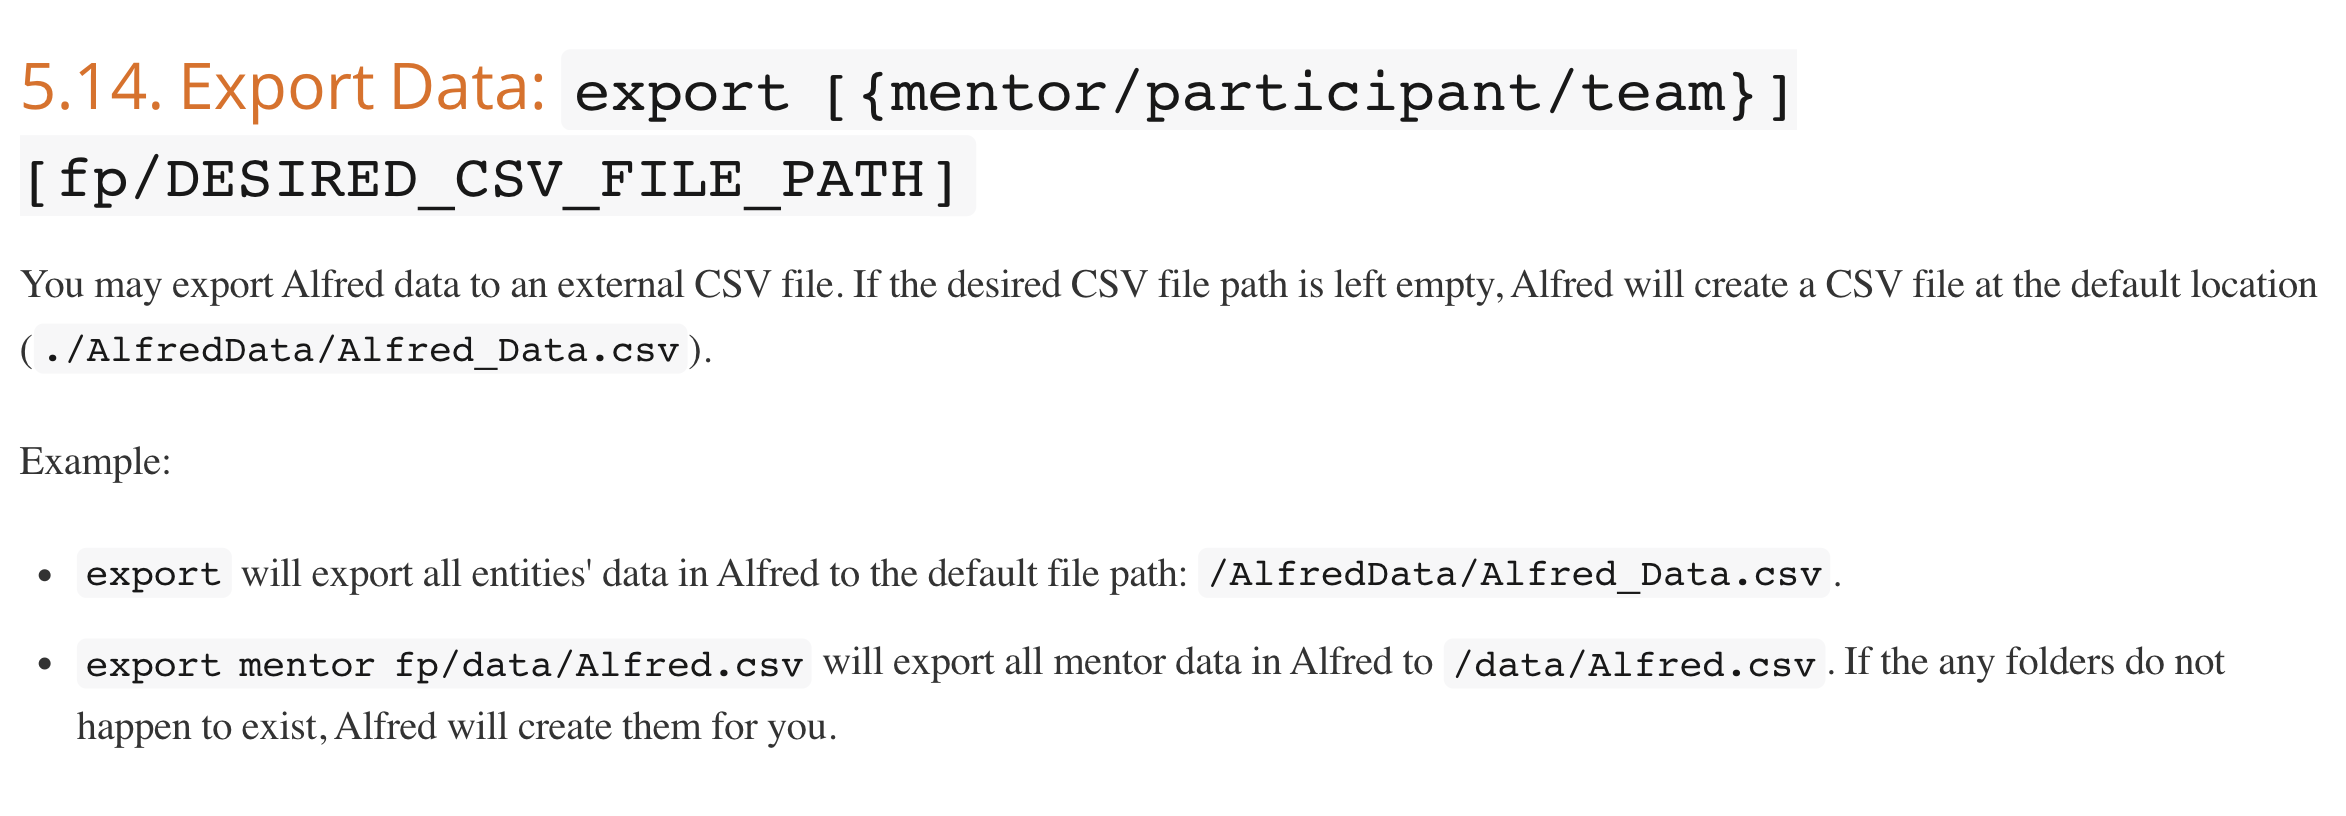 5.14. Export Data: export [{mentor/participant/team}]
[fp/DESIRED_CSV_FILE_PATH]
You may export Alfred data to an external CSV file. If the desired CSV file path is left empty, Alfred will create a CSV file at the default location
(./AlfredData/Alfred_Data.csv).
Example:
• export will export all entities' data in Alfred to the default file path: /AlfredData/Alfred_Data.csv.
• export mentor fp/data/Alfred.csv will export all mentor data in Alfred to /data/Alfred.csv. If the any folders do not
happen to exist, Alfred will create them for you.